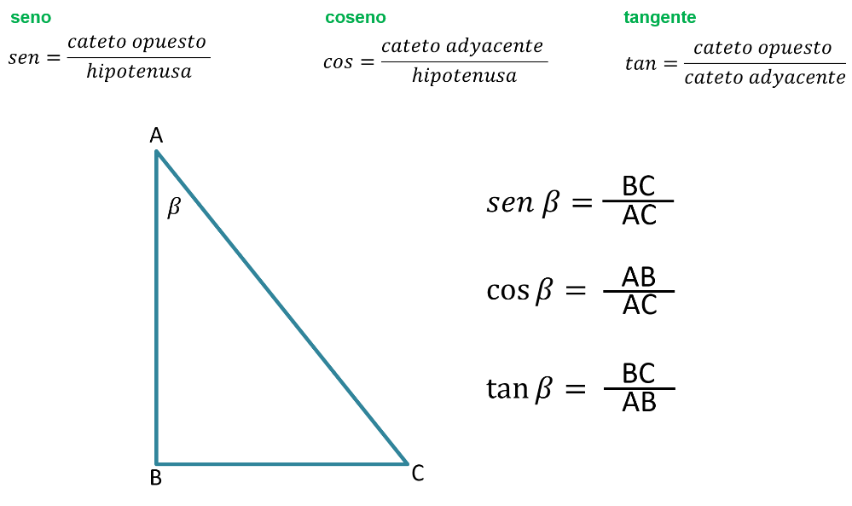 seno
coseno
tangente
sen = cateto opuesto / hipotenusa
cos = cateto adyacente / hipotenusa
tan = cateto opuesto / cateto adyacente
A
β
B
C
sen β = BC / AC
cos β = AB / AC
tan β = BC / AB